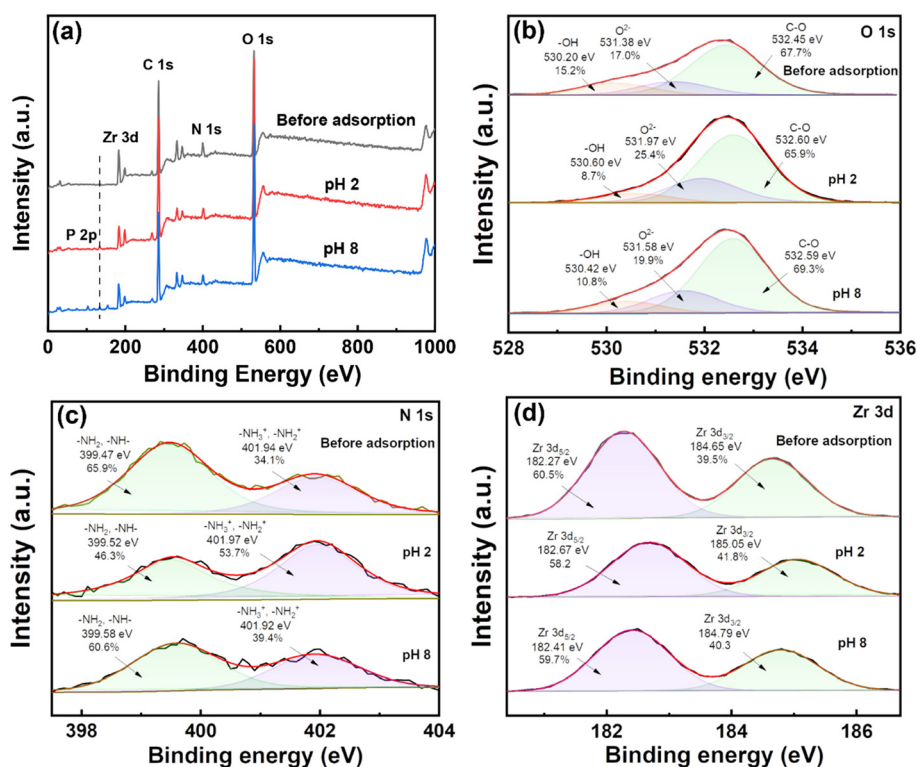 (a)
O 1s
C 1s
Zr 3d
N 1s
Before adsorption
P 2p
pH 2
pH 8
Intensity (a.u.)
0 200 400 600 800 1000
Binding Energy (eV)
(b)
O 1s
-OH
530.20 eV
15.2%
O²⁻
531.38 eV
17.0%
C-O
532.45 eV
67.7%
Before adsorption
-OH
530.60 eV
8.7%
O²⁻
531.97 eV
25.4%
C-O
532.60 eV
65.9%
pH 2
-OH
530.42 eV
10.8%
O²⁻
531.58 eV
19.9%
C-O
532.59 eV
69.3%
pH 8
Intensity (a.u.)
528 530 532 534 536
Binding energy (eV)
(c)
N 1s
-NH₂, -NH-
399.47 eV
65.9%
-NH₃⁺, -NH₂⁺
401.94 eV
34.1%
Before adsorption
-NH₂, -NH-
399.52 eV
46.3%
-NH₃⁺, -NH₂⁺
401.97 eV
53.7%
pH 2
-NH₂, -NH-
399.58 eV
60.6%
-NH₃⁺, -NH₂⁺
401.92 eV
39.4%
pH 8
Intensity (a.u.)
398 400 402 404
Binding energy (eV)
(d)
Zr 3d
Zr 3d₅/₂
182.27 eV
60.5%
Zr 3d₃/₂
184.65 eV
39.5%
Before adsorption
Zr 3d₅/₂
182.67 eV
58.2
Zr 3d₃/₂
185.05 eV
41.8%
pH 2
Zr 3d₅/₂
182.41 eV
59.7%
Zr 3d₃/₂
184.79 eV
40.3
pH 8
Intensity (a.u.)
182 184 186
Binding energy (eV)